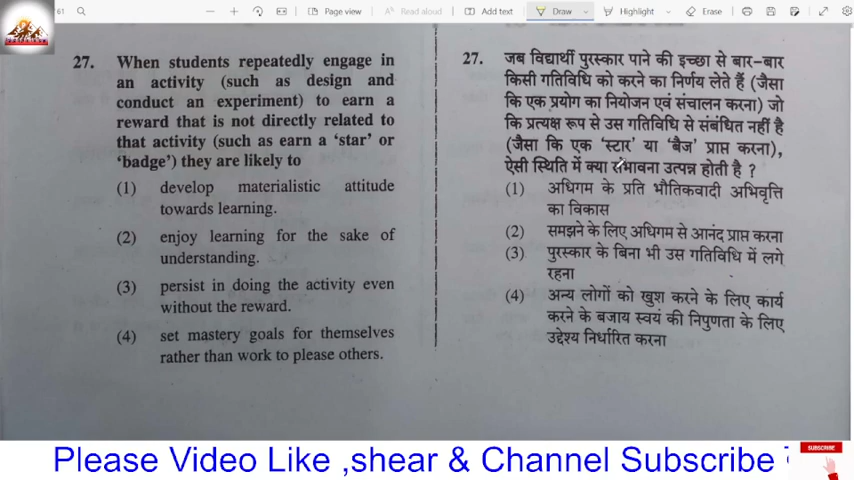 61
Page view
Read aloud
Add text
Draw
Highlight
Erase
27. When students repeatedly engage in
an activity (such as design and
conduct an experiment) to earn a
reward that is not directly related to
that activity (such as earn a ‘star’ or
‘badge’) they are likely to
(1) develop materialistic attitude
towards learning.
(2) enjoy learning for the sake of
understanding.
(3) persist in doing the activity even
without the reward.
(4) set mastery goals for themselves
rather than work to please others.
27. जब विद्यार्थी पुरस्कार पाने की इच्छा से बार-बार
किसी गतिविधि को करने का निर्णय लेते हैं (जैसा
कि एक प्रयोग का नियोजन एवं संचालन करना) जो
कि प्रत्यक्ष रूप से उस गतिविधि से संबंधित नहीं है
(जैसा कि एक ‘स्टार’ या ‘बैज’ प्राप्त करना),
ऐसी स्थिति में क्या संभावना उत्पन्न होती है ?
(1) अधिगम के प्रति भौतिकवादी अभिवृत्ति
का विकास
(2) समझने के लिए अधिगम से आनंद प्राप्त करना
(3) पुरस्कार के बिना भी उस गतिविधि में लगे
रहना
(4) अन्य लोगों को खुश करने के लिए कार्य
करने के बजाय स्वयं की निपुणता के लिए
उद्देश्य निर्धारित करना
Please Video Like ,shear & Channel Subscribe
SUBSCRIBE